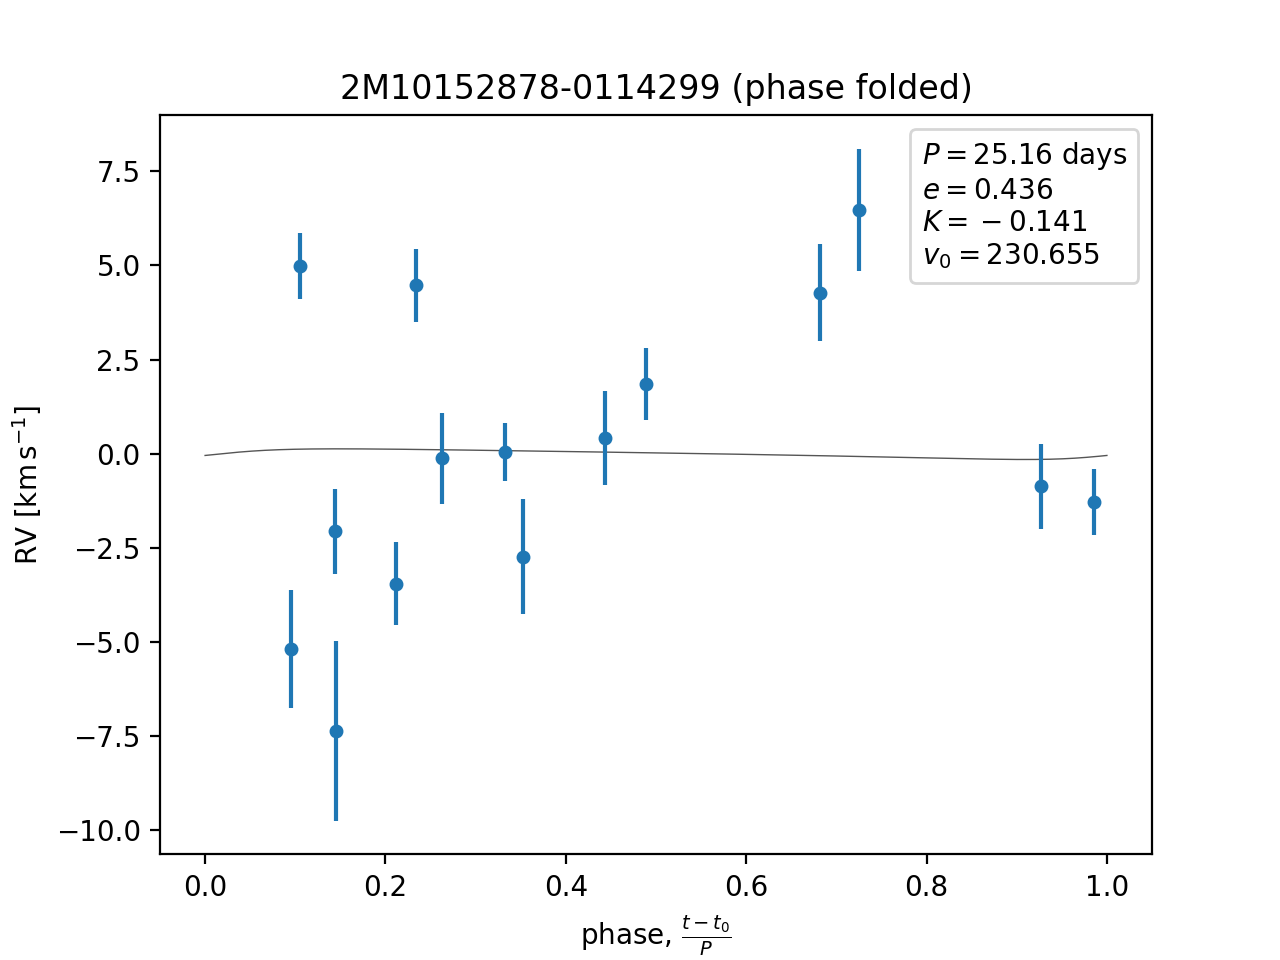 2M10152878-0114299 (phase folded)
P = 25.16 days
e = 0.436
K = −0.141
v₀ = 230.655
RV [km s⁻¹]
7.5
5.0
2.5
0.0
−2.5
−5.0
−7.5
−10.0
0.0 0.2 0.4 0.6 0.8 1.0
phase, (t − t₀)/P